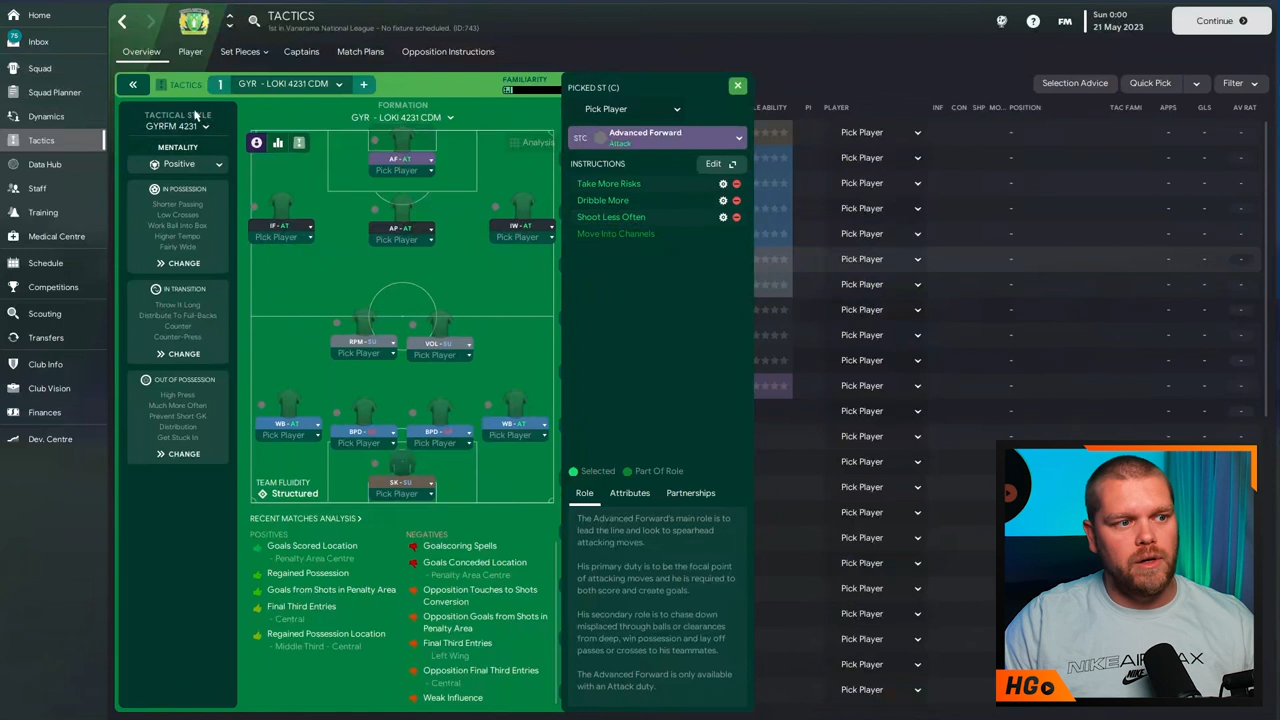 Home
75
Inbox
Squad
Squad Planner
Dynamics
Tactics
Data Hub
Staff
Training
Medical Centre
Schedule
Competitions
Scouting
Transfers
Club Info
Club Vision
Finances
Dev. Centre
TACTICS
1st in Vanarama National League - No fixture scheduled. (ID:743)
FM
Sun 0:00
21 May 2023
Continue
Overview
Player
Set Pieces
Captains
Match Plans
Opposition Instructions
TACTICS
1
GYR - LOKI 4231 CDM
FAMILIARITY
TACTICAL STYLE
GYRFM 4231
MENTALITY
Positive
IN POSSESSION
Shorter Passing
Low Crosses
Work Ball Into Box
Higher Tempo
Fairly Wide
CHANGE
IN TRANSITION
Throw It Long
Distribute To Full-Backs
Counter
Counter-Press
CHANGE
OUT OF POSSESSION
High Press
Much More Often
Prevent Short GK
Distribution
Get Stuck In
CHANGE
FORMATION
GYR - LOKI 4231 CDM
Analysis
AF - AT
Pick Player
IF - AT
Pick Player
AP - AT
Pick Player
IW - AT
Pick Player
RPM - SU
Pick Player
VOL - SU
Pick Player
WB - AT
Pick Player
BPD -
Pick Player
BPD -
Pick Player
WB - AT
Pick Player
SK - SU
Pick Player
TEAM FLUIDITY
Structured
RECENT MATCHES ANALYSIS
POSITIVES
Goals Scored Location
- Penalty Area Centre
Regained Possession
Goals from Shots in Penalty Area
Final Third Entries
- Central
Regained Possession Location
- Middle Third - Central
NEGATIVES
Goalscoring Spells
Goals Conceded Location
- Penalty Area Centre
Opposition Touches to Shots
Conversion
Opposition Goals from Shots in
Penalty Area
Final Third Entries
- Left Wing
Opposition Final Third Entries
- Central
Weak Influence
PICKED ST (C)
Pick Player
STC
Advanced Forward
Attack
INSTRUCTIONS
Edit
Take More Risks
Dribble More
Shoot Less Often
Move Into Channels
Selected
Part Of Role
Role
Attributes
Partnerships
The Advanced Forward's main role is to
lead the line and look to spearhead
attacking moves.
His primary duty is to be the focal point
of attacking moves and he is required to
both score and create goals.
His secondary role is to chase down
misplaced through balls or clearances
from deep, win possession and lay off
passes or crosses to his teammates.
The Advanced Forward is only available
with an Attack duty.
Selection Advice
Quick Pick
Filter
ABILITY
PI
PLAYER
INF
CON
SHP
MO...
POSITION
TAC FAMI
APPS
GLS
AV RAT
Pick Player - - - - -
Pick Player - - - - -
Pick Player - - - - -
Pick Player - - - - -
Pick Player - - - - -
Pick Player - - - - -
Pick Player - - - - -
Pick Player - - - - -
Pick Player - - - - -
Pick Player - - - - -
Pick Player - - - - -
Pick Player - - - - -
Pick Player
Pick Player
Pick Player
Pick Player
Pick Player
Pick Player
Pick Player
Pick Player
Pick Player
Pick Player
Pick Player
NIKE AIR MAX
HGo